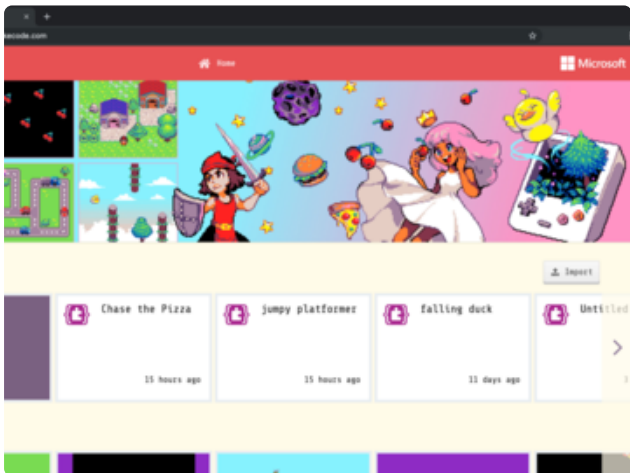 ecode.com
Home
Microsoft
Import
Chase the Pizza
jumpy platformer
falling duck
Untitled
15 hours ago
15 hours ago
11 days ago